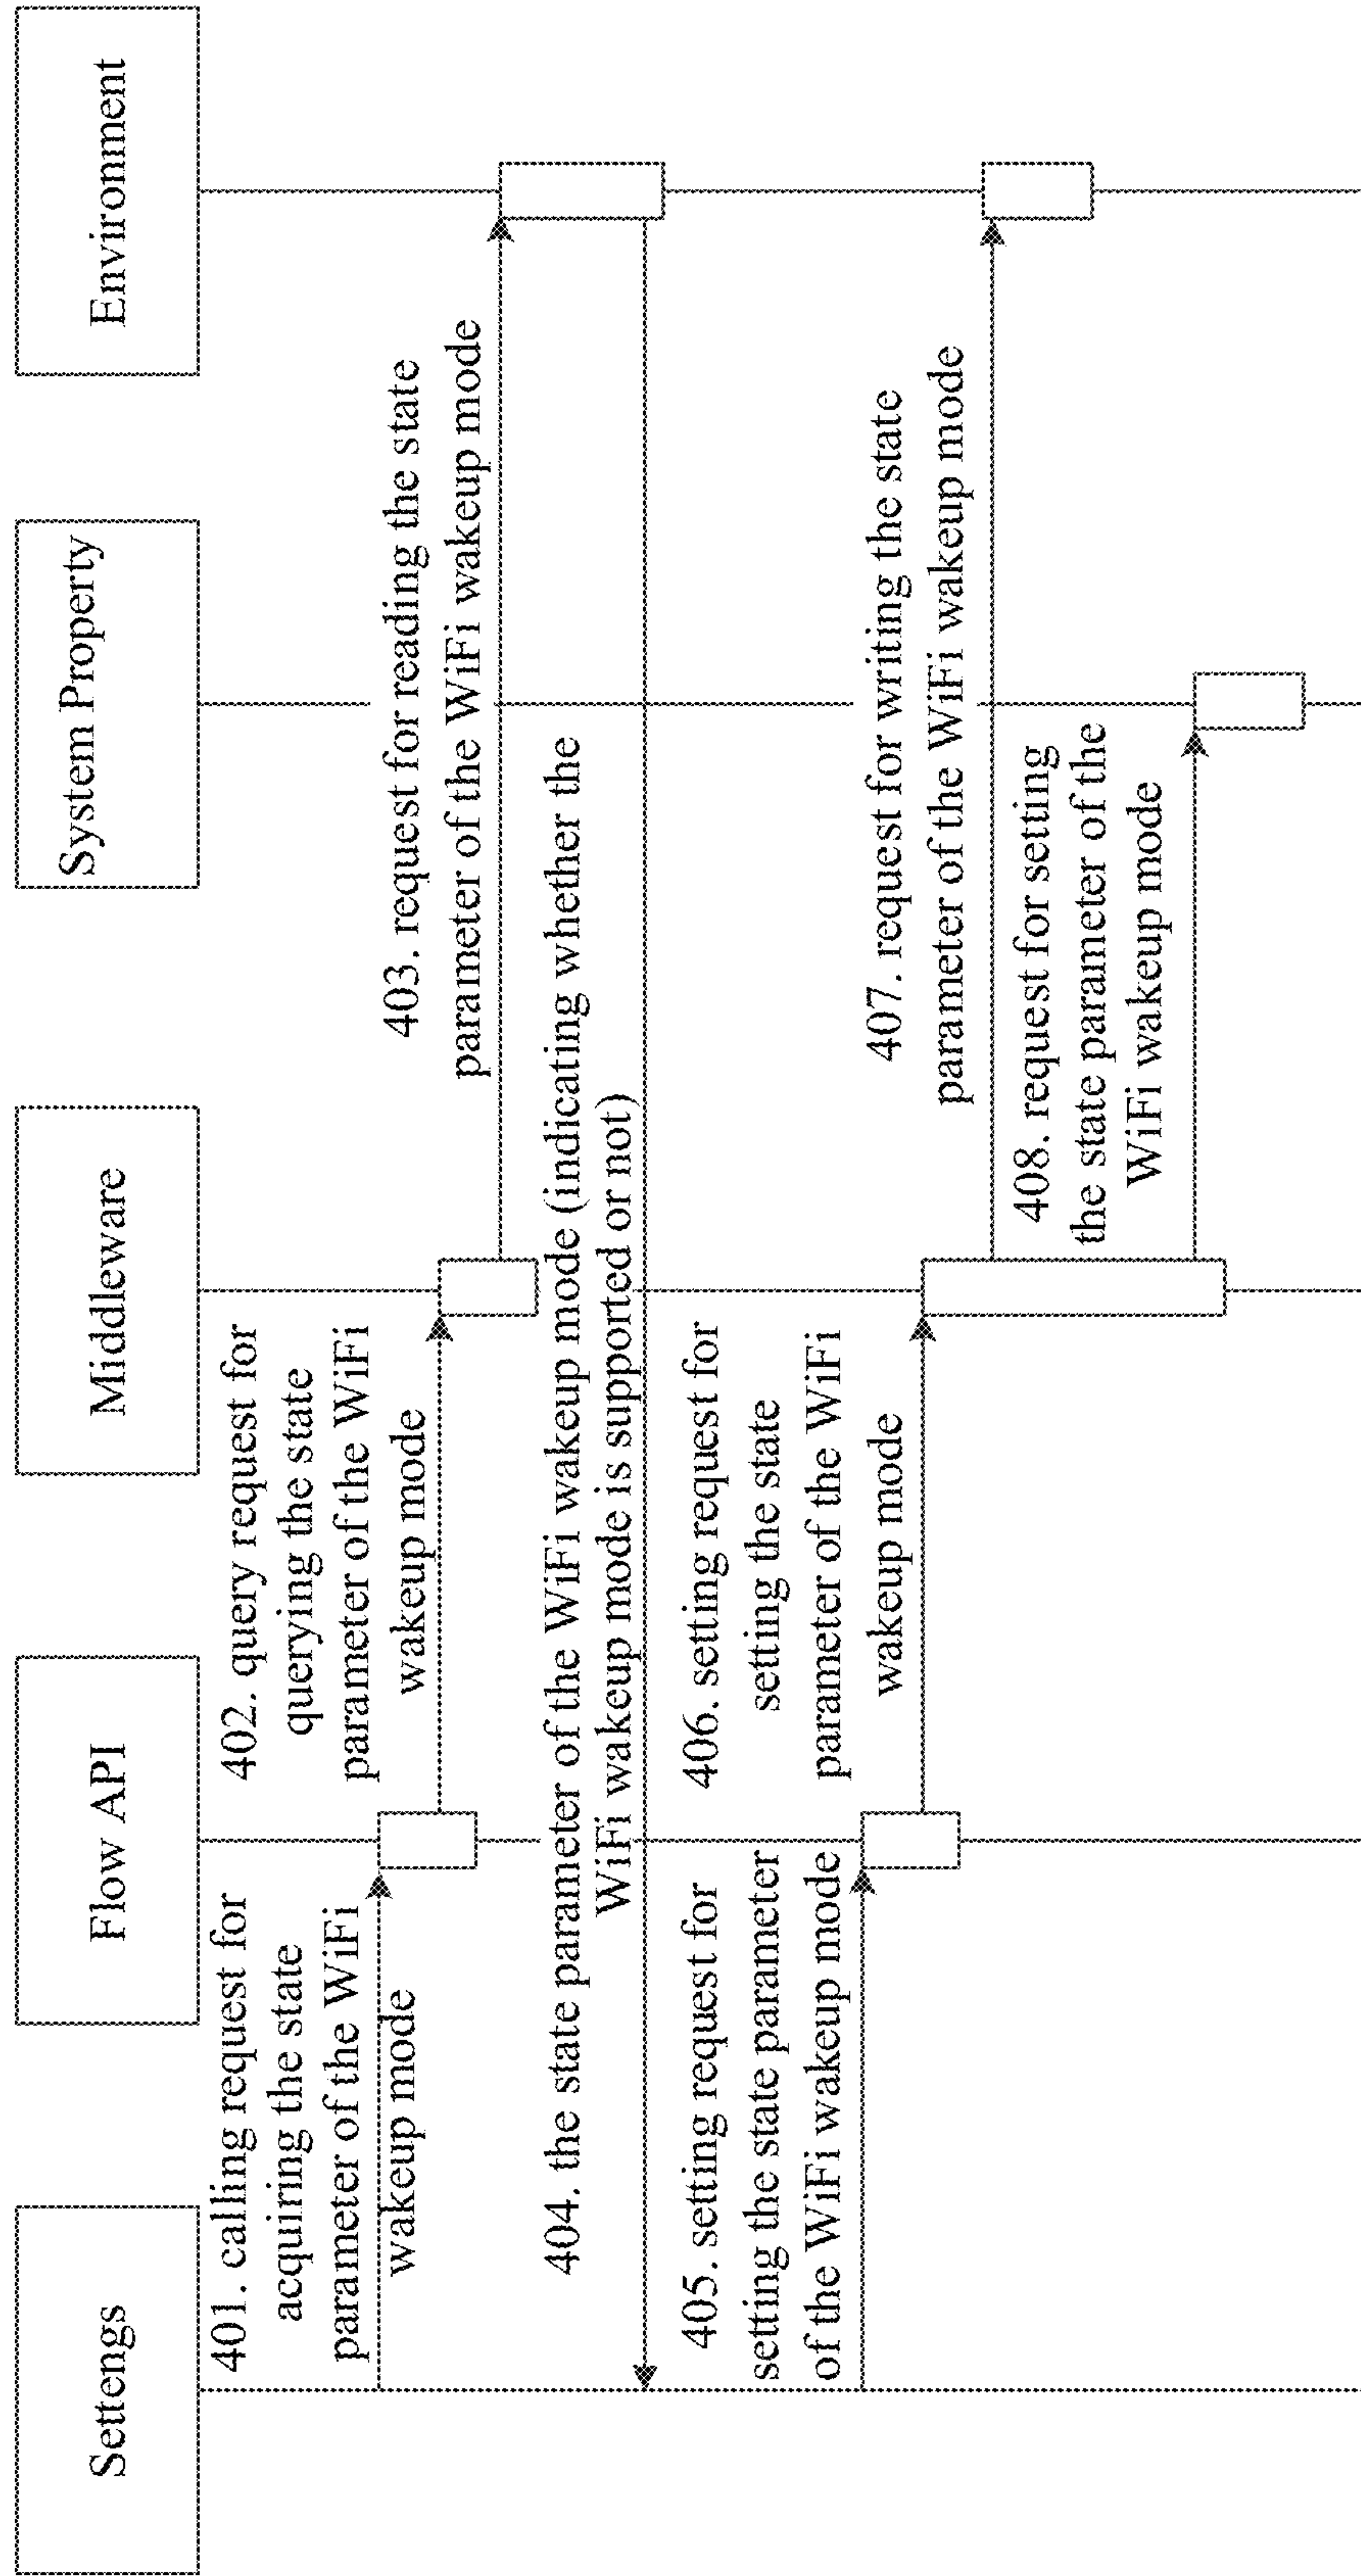 Settengs
Flow API
Middleware
System Property
Environment
401. calling request for
acquiring the state
parameter of the WiFi
wakeup mode
402. query request for
querying the state
parameter of the WiFi
wakeup mode
403. request for reading the state
parameter of the WiFi wakeup mode
404. the state parameter of the WiFi wakeup mode (indicating whether the
WiFi wakeup mode is supported or not)
405. setting request for
setting the state parameter
of the WiFi wakeup mode
406. setting request for
setting the state
parameter of the WiFi
wakeup mode
407. request for writing the state
parameter of the WiFi wakeup mode
408. request for setting
the state parameter of the
WiFi wakeup mode